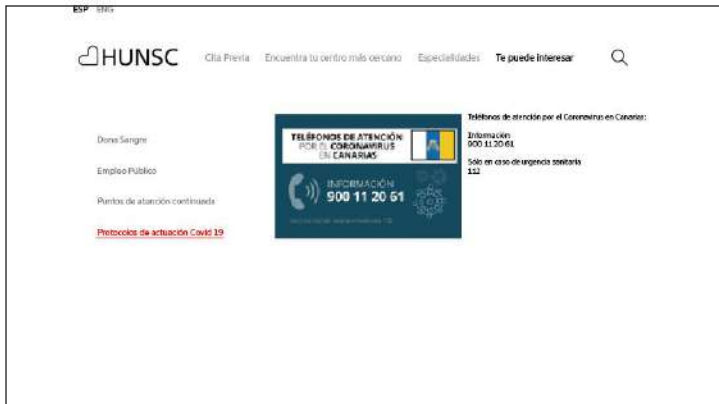 ESP ENG
HUNSC
Cita Previa Encuentra tu centro más cercano Especialidades Te puede interesar
Dona Sangre
Empleo Público
Puntos de atención continuada
Protocolos de actuación Covid 19
TELÉFONOS DE ATENCIÓN
POR EL CORONAVIRUS
EN CANARIAS
INFORMACIÓN
900 11 20 61
Teléfonos de atención por el Coronavirus en Canarias:
Información
900 11 20 61
Sólo en caso de urgencia sanitaria
112